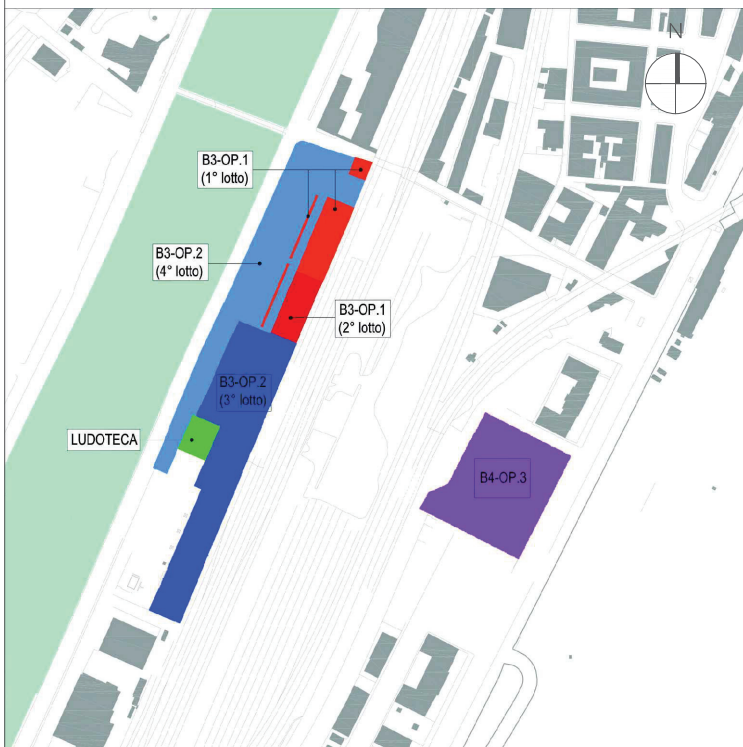 N
B3-OP.1
(1° lotto)
B3-OP.2
(4° lotto)
B3-OP.1
(2° lotto)
B3-OP.2
(3° lotto)
LUDOTECA
B4-OP.3